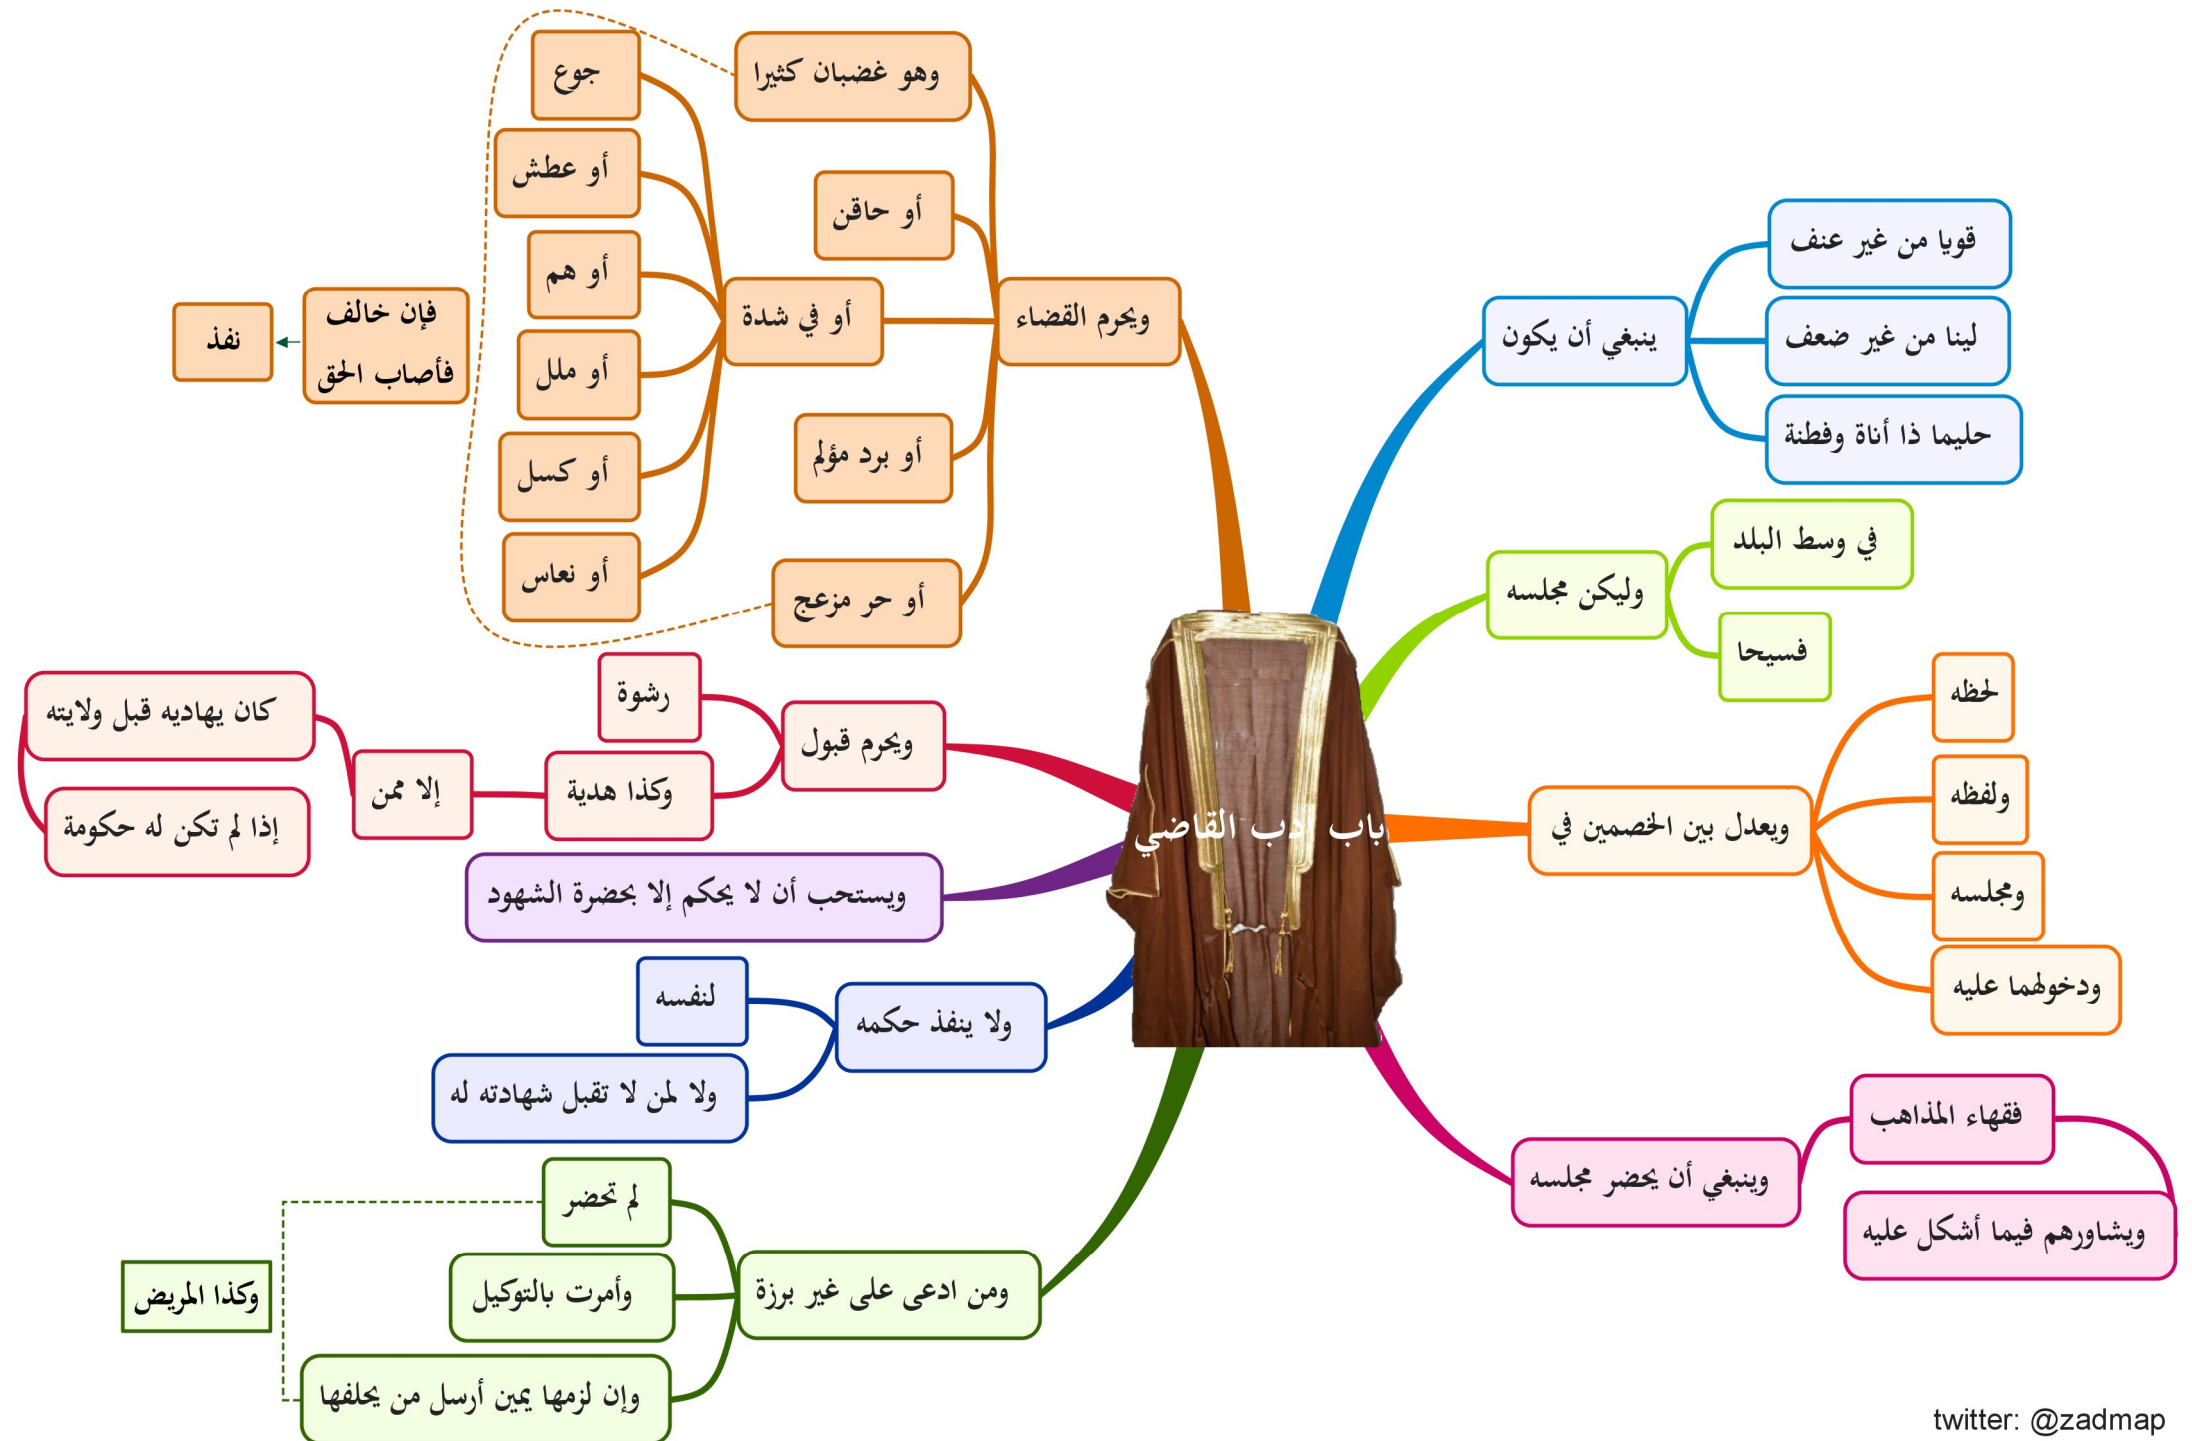 باب أدب القاضي
ينبغي أن يكون
قويا من غير عنف
لينا من غير ضعف
حليما ذا أناة وفطنة
وليكن مجلسه
في وسط البلد
فسيحا
ويعدل بين الخصمين في
لحظه
ولفظه
ومجلسه
ودخولهما عليه
وينبغي أن يحضر مجلسه
فقهاء المذاهب
ويشاورهم فيما أشكل عليه
ويحرم القضاء
وهو غضبان كثيرا
أو حاقن
أو في شدة
جوع
أو عطش
أو هم
أو ملل
أو كسل
أو نعاس
أو برد مؤلم
أو حر مزعج
فإن خالف
فأصاب الحق
نفذ
ويحرم قبول
رشوة
وكذا هدية
إلا ممن
كان يهاديه قبل ولايته
إذا لم تكن له حكومة
ويستحب أن لا يحكم إلا بحضرة الشهود
ولا ينفذ حكمه
لنفسه
ولا لمن لا تقبل شهادته له
ومن ادعى على غير برزة
لم تحضر
وأمرت بالتوكيل
وإن لزمها يمين أرسل من يحلفها
وكذا المريض
twitter: @zadmap